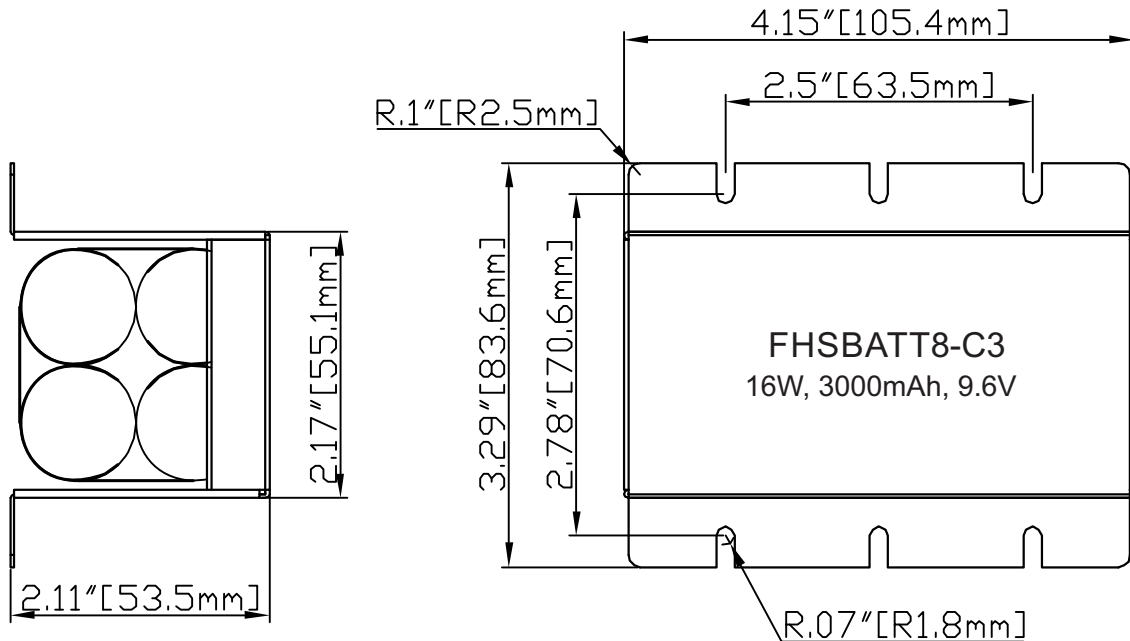 4.15"[105.4mm]
2.5"[63.5mm]
R.1"[R2.5mm]
2.17"[55.1mm]
3.29"[83.6mm]
2.78"[70.6mm]
FHSBATT8-C3
16W, 3000mAh, 9.6V
2.11"[53.5mm]
R.07"[R1.8mm]